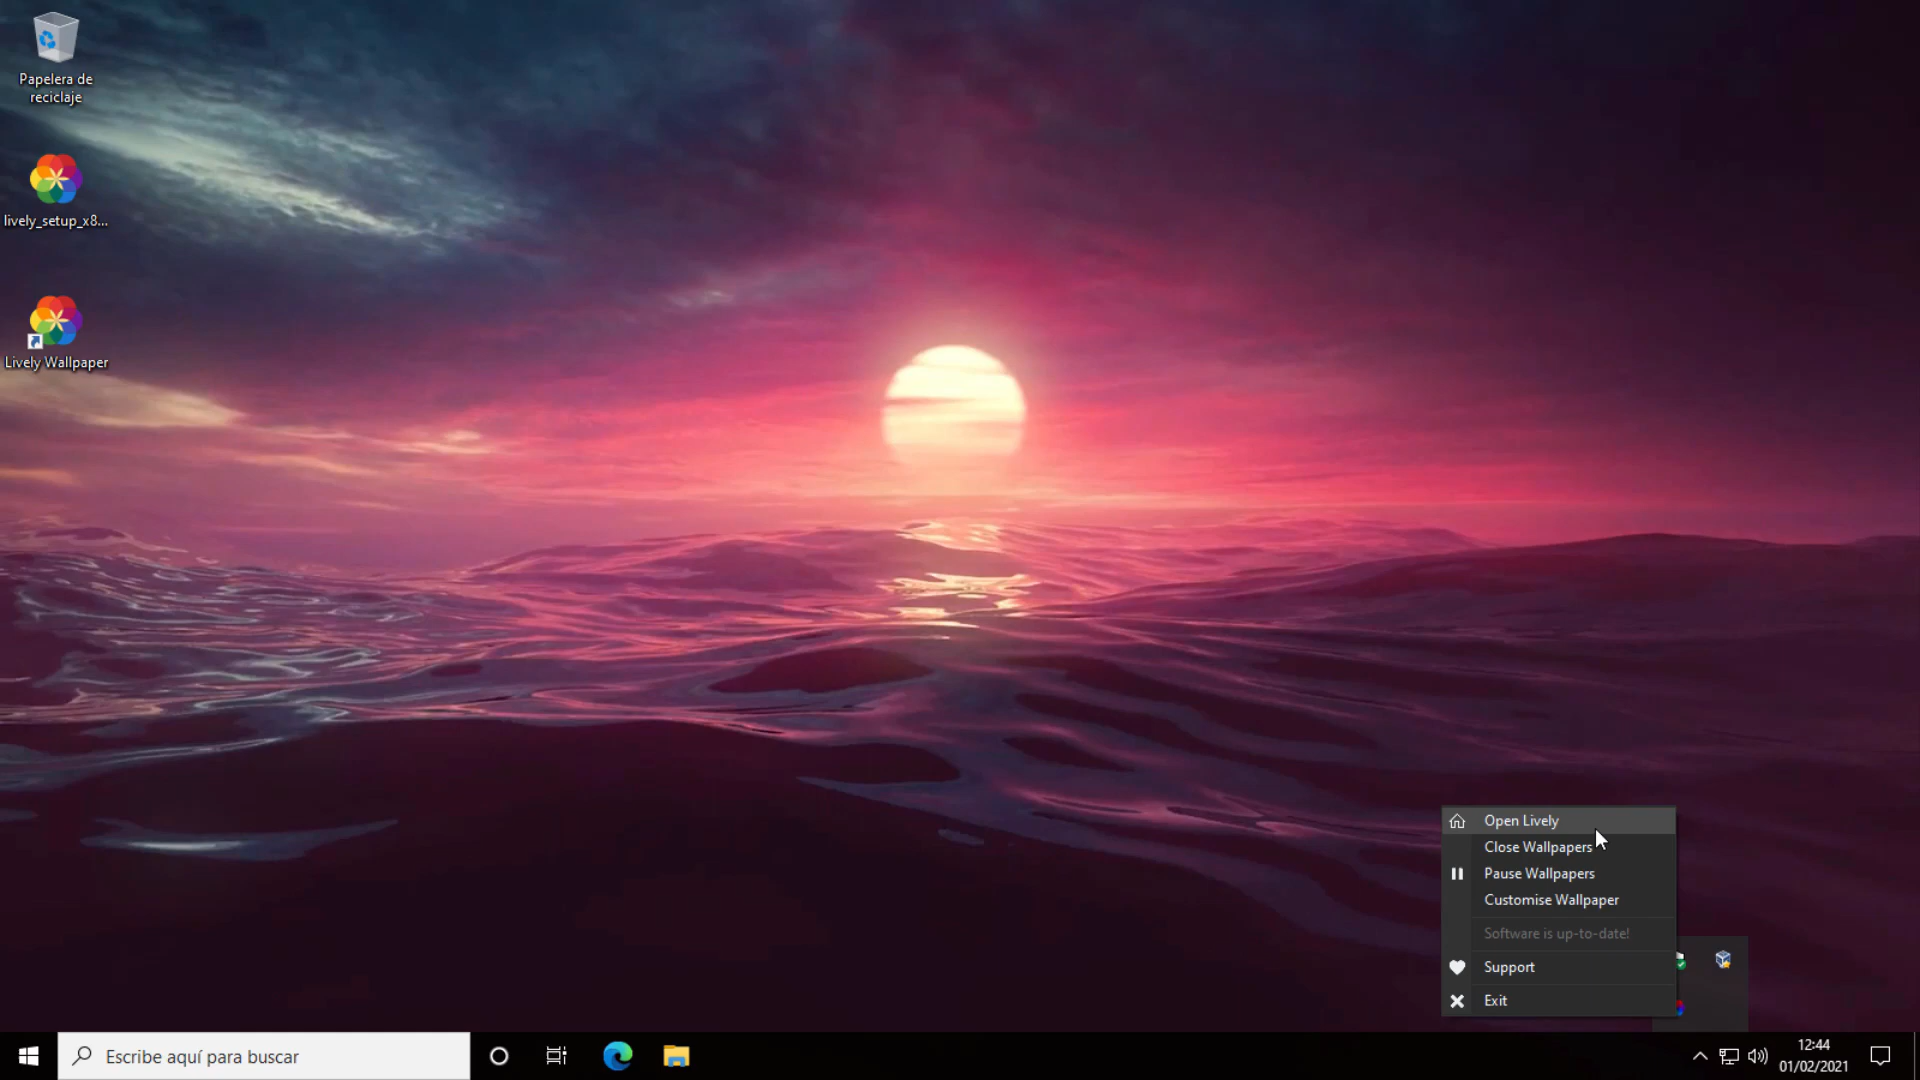 Papelera de
reciclaje
lively_setup_x8...
Lively Wallpaper
Open Lively
Close Wallpapers
Pause Wallpapers
Customise Wallpaper
Software is up-to-date!
Support
Exit
Escribe aquí para buscar
12:44
01/02/2021